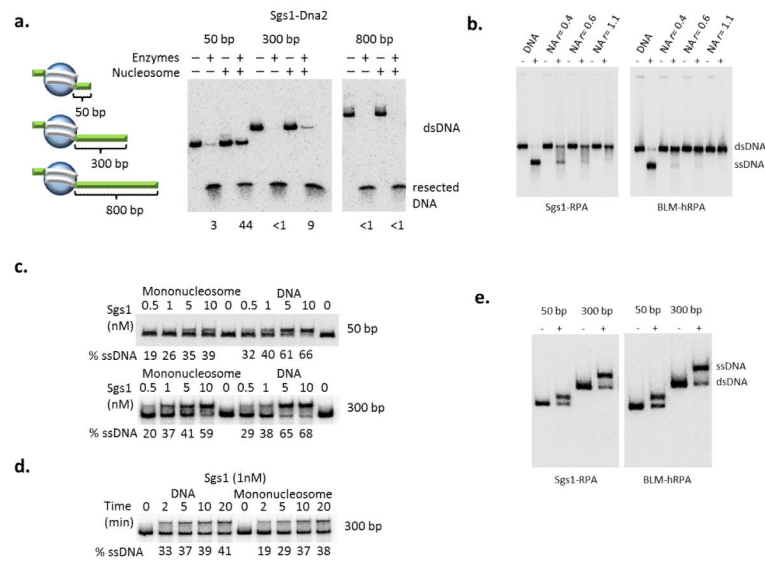 a.
Sgs1-Dna2
50 bp 300 bp 800 bp
Enzymes – + – + – + – + – + – +
Nucleosome – – + + – – + + – – + +
50 bp
300 bp
800 bp
dsDNA
resected
DNA
3 44 <1 9 <1 <1
b.
DNA NA r= 0.4 NA r= 0.6 NA r= 1.1 DNA NA r= 0.4 NA r= 0.6 NA r= 1.1
- + - + - + - + - + - + - + - +
dsDNA
ssDNA
Sgs1-RPA BLM-hRPA
c.
Mononucleosome DNA
Sgs1 0.5 1 5 10 0 0.5 1 5 10 0
(nM)
50 bp
% ssDNA 19 26 35 39 32 40 61 66
Mononucleosome DNA
Sgs1 0.5 1 5 10 0 0.5 1 5 10 0
(nM)
300 bp
% ssDNA 20 37 41 59 29 38 65 68
d.
Sgs1 (1nM)
DNA Mononucleosome
Time 0 2 5 10 20 0 2 5 10 20
(min)
300 bp
% ssDNA 33 37 39 41 19 29 37 38
e.
50 bp 300 bp 50 bp 300 bp
- + - + - + - +
ssDNA
dsDNA
Sgs1-RPA BLM-hRPA